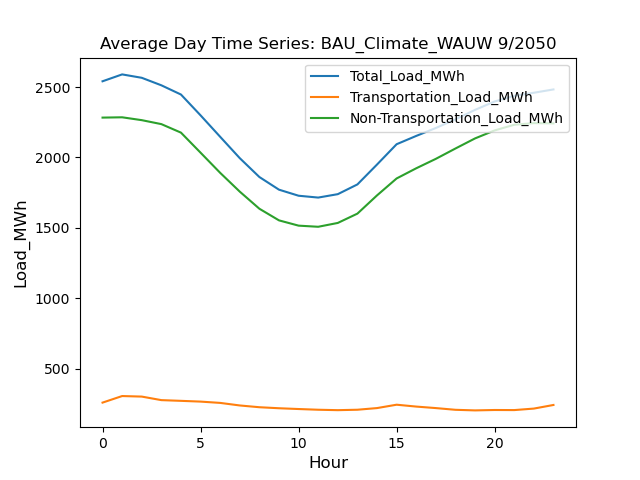 Average Day Time Series: BAU_Climate_WAUW 9/2050
Total_Load_MWh
Transportation_Load_MWh
Non-Transportation_Load_MWh
2500
2000
1500
1000
500
Load_MWh
0 5 10 15 20
Hour